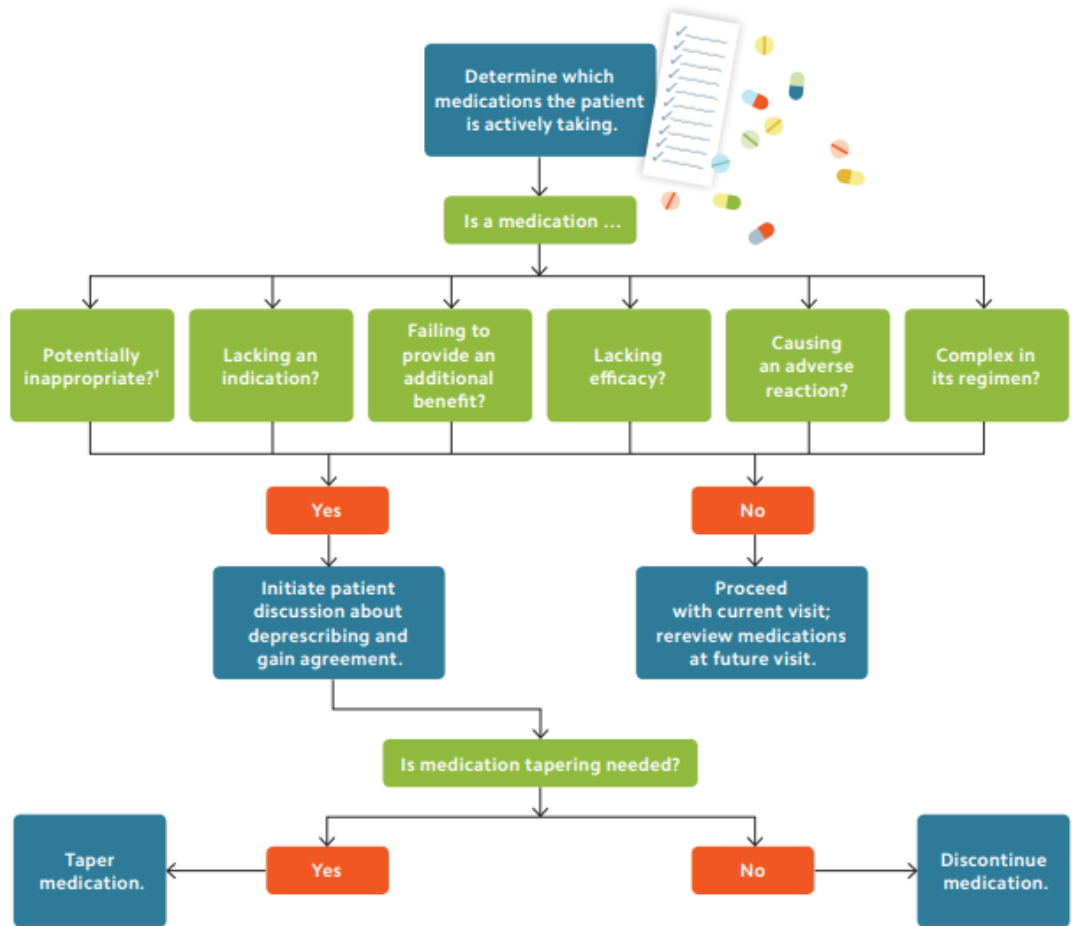 Determine which
medications the patient
is actively taking.
Is a medication ...
Potentially
inappropriate?¹
Lacking an
indication?
Failing to
provide an
additional
benefit?
Lacking
efficacy?
Causing
an adverse
reaction?
Complex in
its regimen?
Yes
No
Initiate patient
discussion about
deprescribing and
gain agreement.
Proceed
with current visit;
rereview medications
at future visit.
Is medication tapering needed?
Taper
medication.
Yes
No
Discontinue
medication.